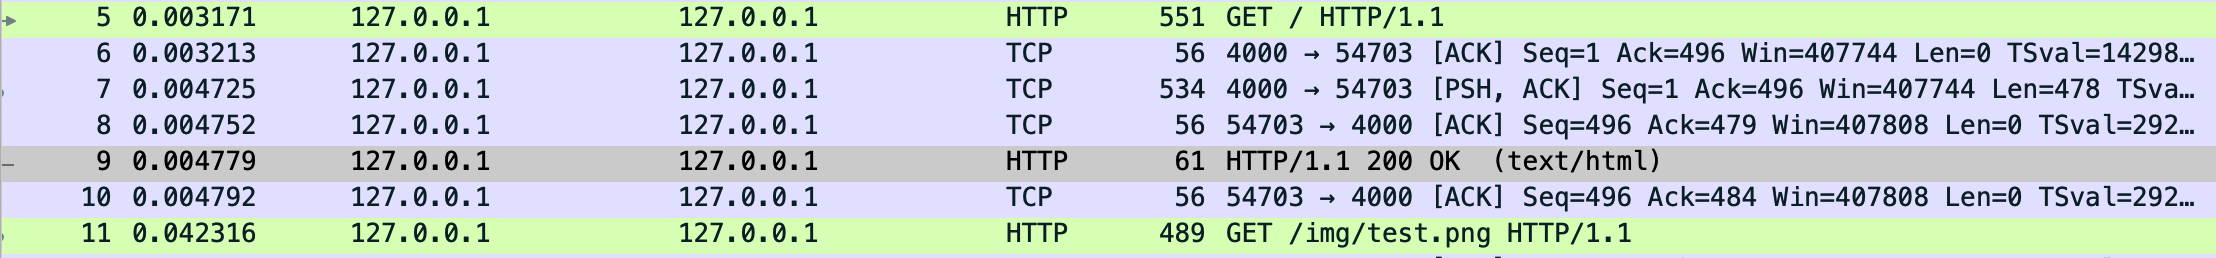 5 0.003171 127.0.0.1 127.0.0.1 HTTP 551 GET / HTTP/1.1
6 0.003213 127.0.0.1 127.0.0.1 TCP 56 4000 → 54703 [ACK] Seq=1 Ack=496 Win=407744 Len=0 TSval=14298…
7 0.004725 127.0.0.1 127.0.0.1 TCP 534 4000 → 54703 [PSH, ACK] Seq=1 Ack=496 Win=407744 Len=478 TSva…
8 0.004752 127.0.0.1 127.0.0.1 TCP 56 54703 → 4000 [ACK] Seq=496 Ack=479 Win=407808 Len=0 TSval=292…
9 0.004779 127.0.0.1 127.0.0.1 HTTP 61 HTTP/1.1 200 OK  (text/html)
10 0.004792 127.0.0.1 127.0.0.1 TCP 56 54703 → 4000 [ACK] Seq=496 Ack=484 Win=407808 Len=0 TSval=292…
11 0.042316 127.0.0.1 127.0.0.1 HTTP 489 GET /img/test.png HTTP/1.1